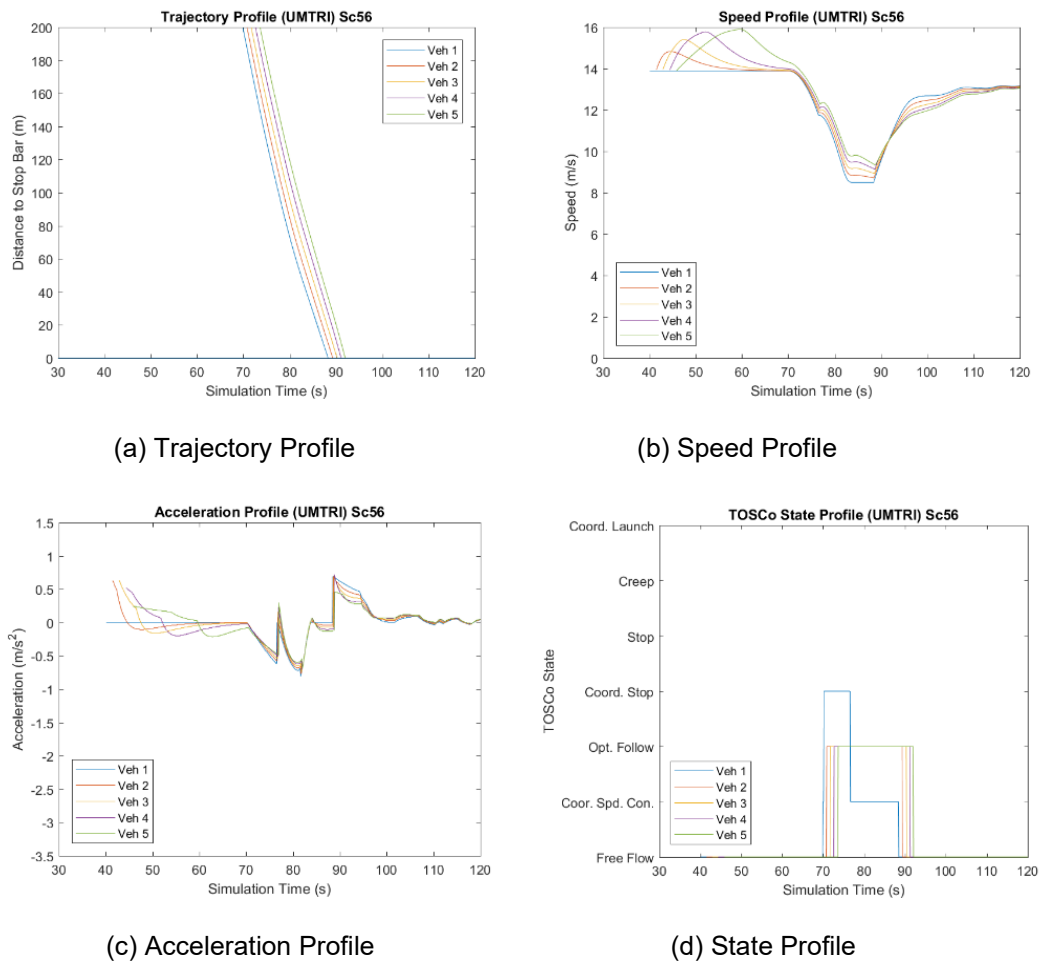 Trajectory Profile (UMTRI) Sc56
200
180
160
140
120
100
80
60
40
20
0
Distance to Stop Bar (m)
Veh 1
Veh 2
Veh 3
Veh 4
Veh 5
30 40 50 60 70 80 90 100 110 120
Simulation Time (s)
(a) Trajectory Profile
Speed Profile (UMTRI) Sc56
16
14
12
10
8
6
4
2
0
Speed (m/s)
Veh 1
Veh 2
Veh 3
Veh 4
Veh 5
30 40 50 60 70 80 90 100 110 120
Simulation Time (s)
(b) Speed Profile
Acceleration Profile (UMTRI) Sc56
1.5
1
0.5
0
-0.5
-1
-1.5
-2
-2.5
-3
-3.5
Acceleration (m/s²)
Veh 1
Veh 2
Veh 3
Veh 4
Veh 5
30 40 50 60 70 80 90 100 110 120
Simulation Time (s)
(c) Acceleration Profile
TOSCo State Profile (UMTRI) Sc56
Coord. Launch
Creep
Stop
Coord. Stop
Opt. Follow
Coor. Spd. Con.
Free Flow
TOSCo State
Veh 1
Veh 2
Veh 3
Veh 4
Veh 5
30 40 50 60 70 80 90 100 110 120
Simulation Time (s)
(d) State Profile